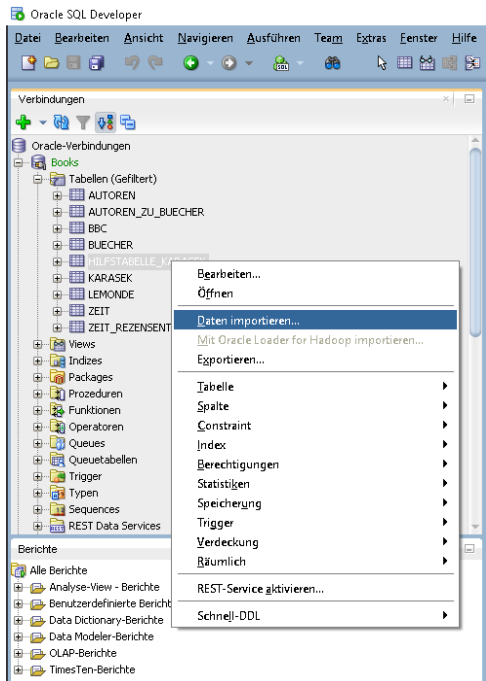 Oracle SQL Developer
Datei Bearbeiten Ansicht Navigieren Ausführen Team Extras Fenster Hilfe
SQL
Verbindungen
Oracle-Verbindungen
Books
Tabellen (Gefiltert)
AUTOREN
AUTOREN_ZU_BUECHER
BBC
BUECHER
HILFSTABELLE_KARASEK
KARASEK
LEMONDE
ZEIT
ZEIT_REZENSENT
Views
Indizes
Packages
Prozeduren
Funktionen
Operatoren
Queues
Queuetabellen
Trigger
Typen
Sequences
REST Data Services
Bearbeiten...
Öffnen
Daten importieren...
Mit Oracle Loader for Hadoop importieren...
Exportieren...
Tabelle
Spalte
Constraint
Index
Berechtigungen
Statistiken
Speicherung
Trigger
Verdeckung
Räumlich
REST-Service aktivieren...
Schnell-DDL
Berichte
Alle Berichte
Analyse-View - Berichte
Benutzerdefinierte Bericht
Data Dictionary-Berichte
Data Modeler-Berichte
OLAP-Berichte
TimesTen-Berichte